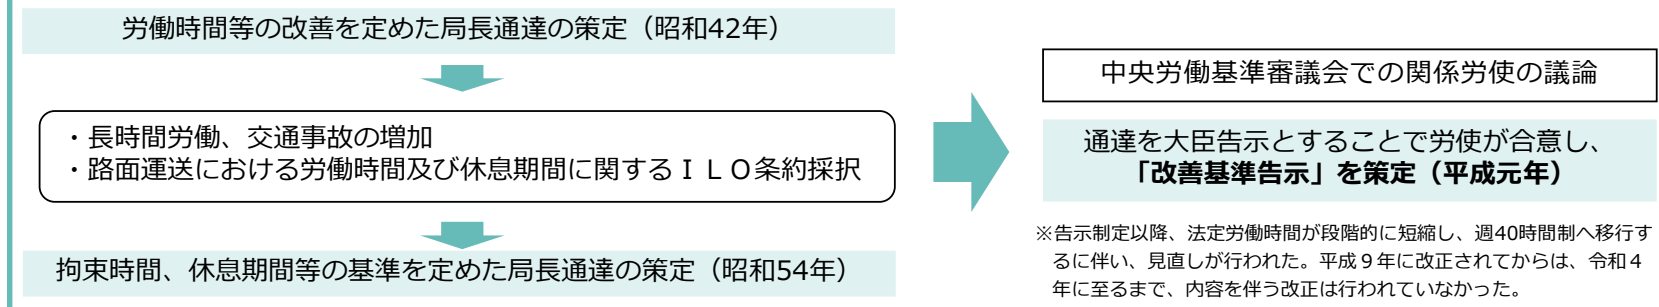 労働時間等の改善を定めた局長通達の策定（昭和42年）
・長時間労働、交通事故の増加
・路面運送における労働時間及び休息期間に関するＩＬＯ条約採択
拘束時間、休息期間等の基準を定めた局長通達の策定（昭和54年）
中央労働基準審議会での関係労使の議論
通達を大臣告示とすることで労使が合意し、
「改善基準告示」を策定（平成元年）
※告示制定以降、法定労働時間が段階的に短縮し、週40時間制へ移行す
るに伴い、見直しが行われた。平成９年に改正されてからは、令和４
年に至るまで、内容を伴う改正は行われていなかった。